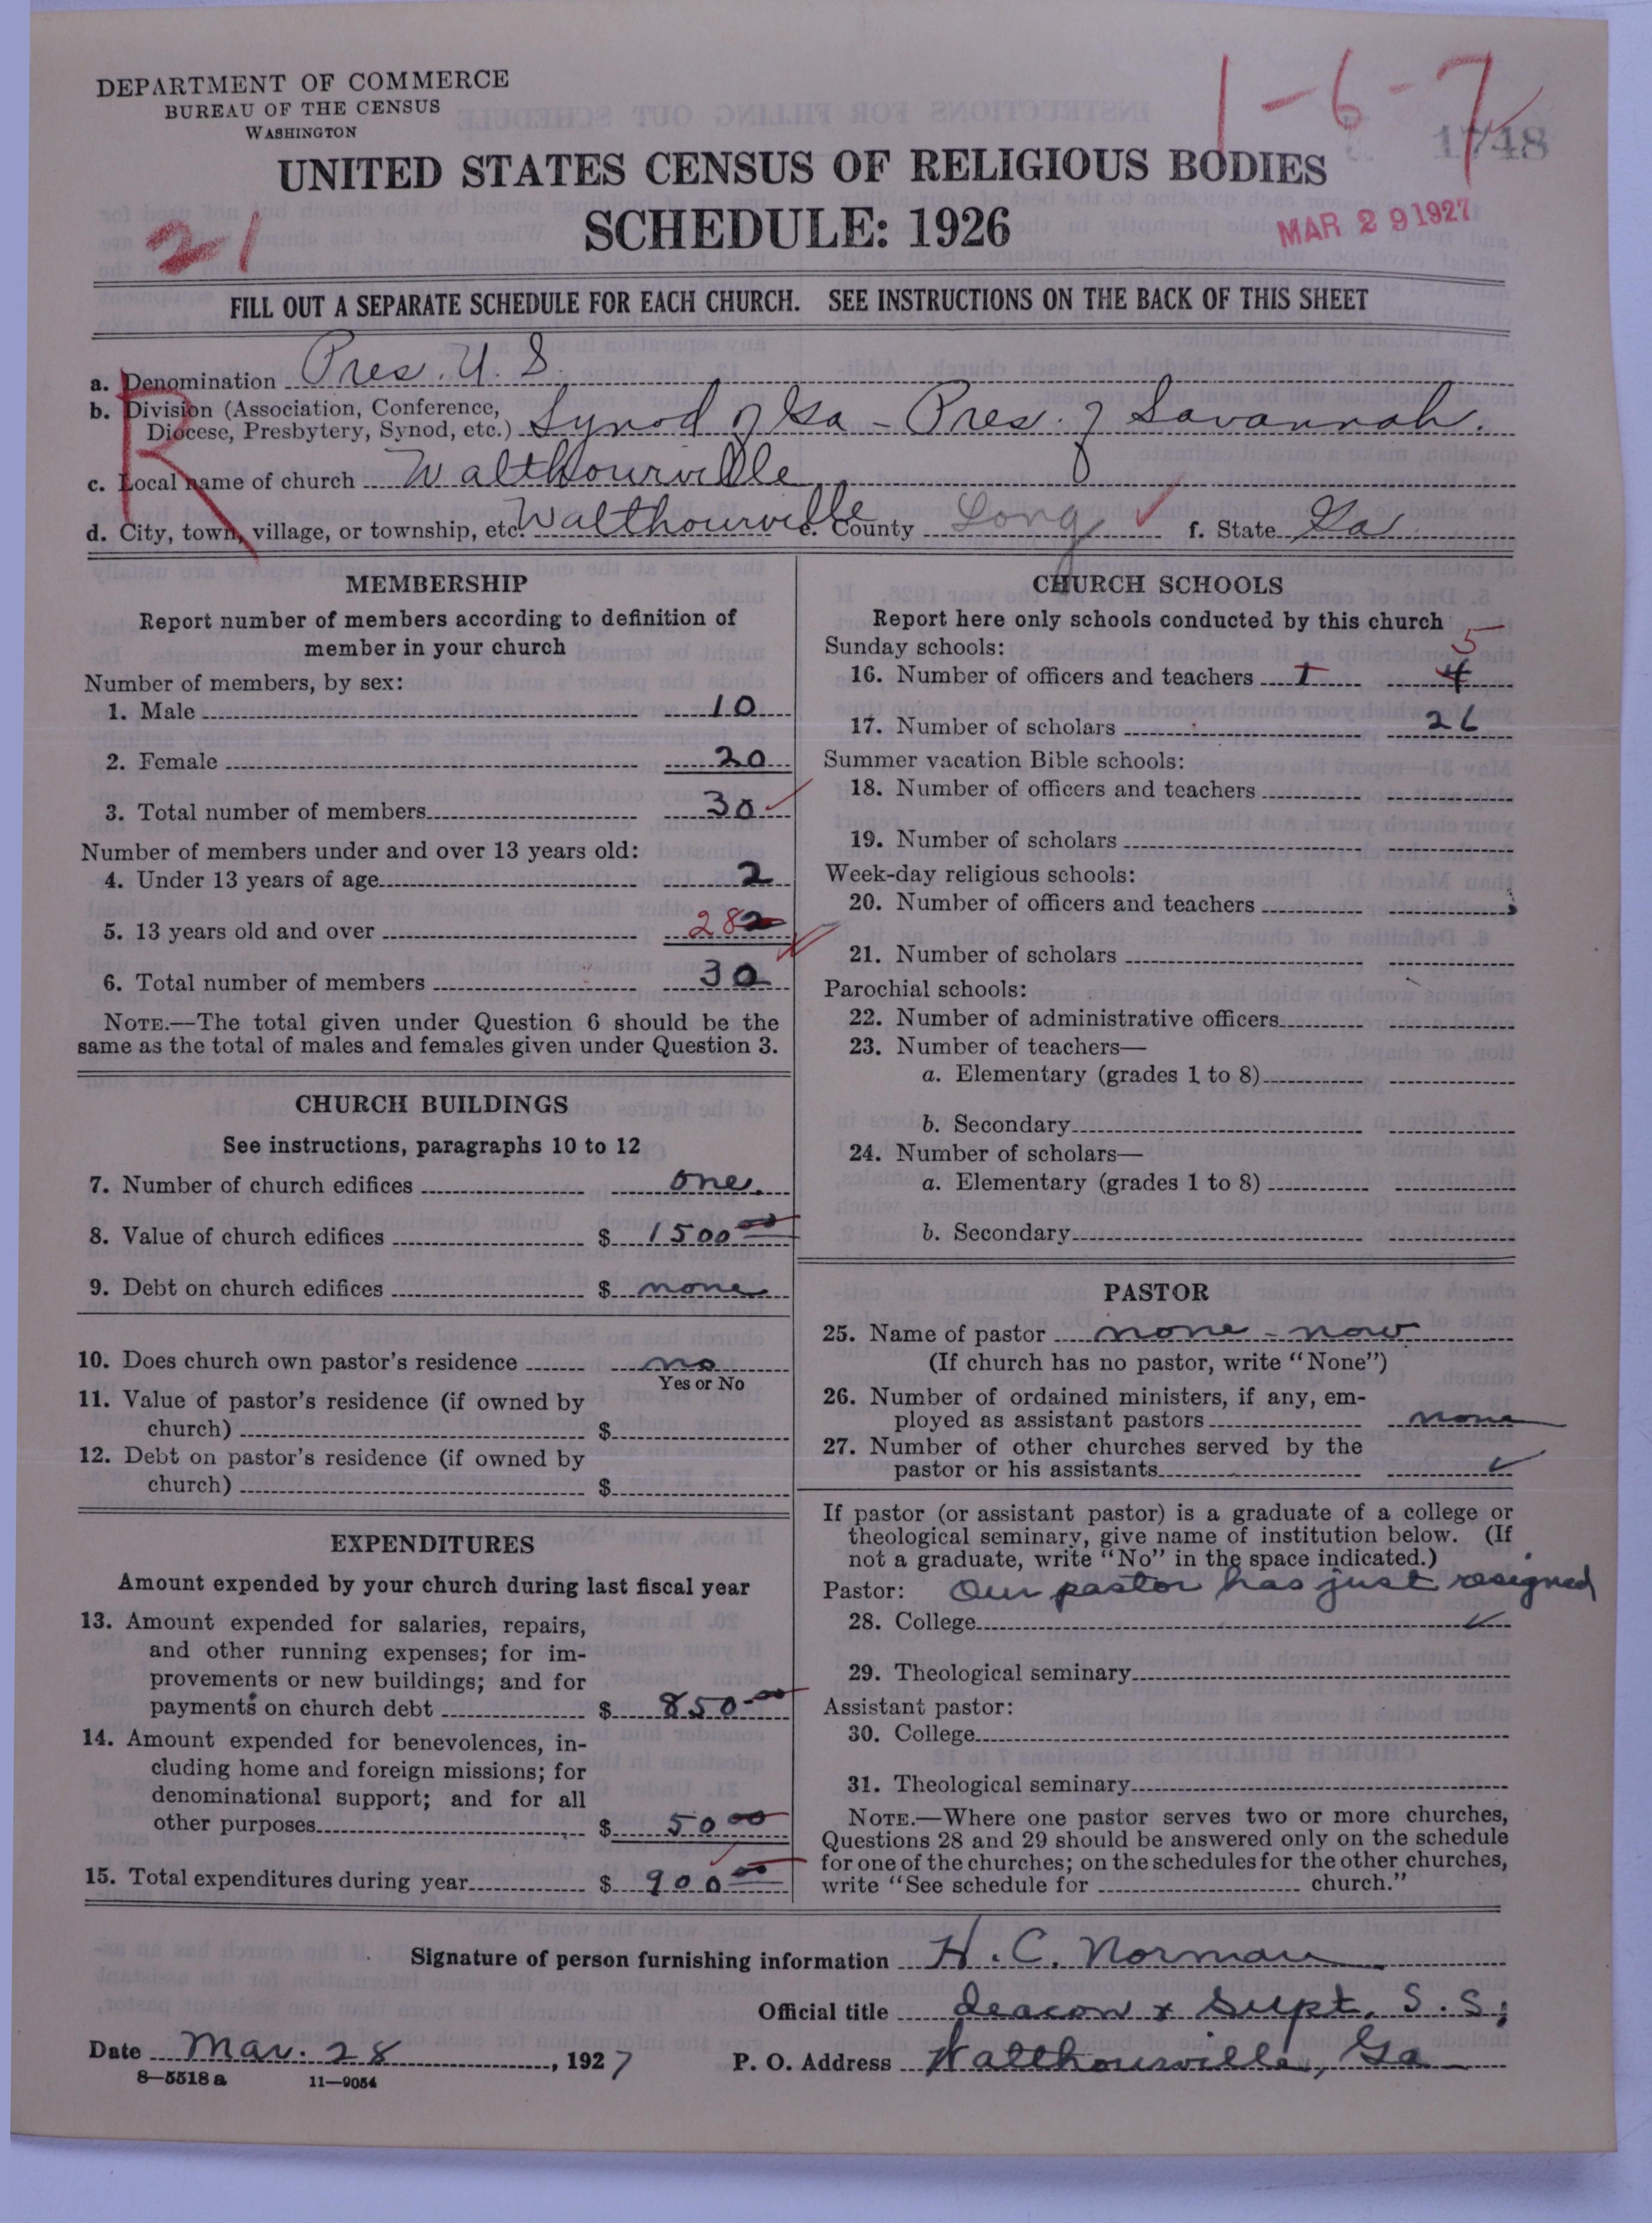 DEPARTMENT OF COMMERCE
BUREAU OF THE CENSUS
WASHINGTON
1-6-7
1748
UNITED STATES CENSUS OF RELIGIOUS BODIES
SCHEDULE: 1926
21
MAR 29 1927
FILL OUT A SEPARATE SCHEDULE FOR EACH CHURCH. SEE INSTRUCTIONS ON THE BACK OF THIS SHEET
R
a. Denomination Pres. U. S.
b. Division (Association, Conference,
Diocese, Presbytery, Synod, etc.) Synod of Ga - Pres. of Savannah.
c. Local name of church Walthourville
d. City, town, village, or township, etc. Walthourville e. County Long f. State Ga.
MEMBERSHIP
Report number of members according to definition of
member in your church
Number of members, by sex:
1. Male 10
2. Female 20
3. Total number of members 30
Number of members under and over 13 years old:
4. Under 13 years of age 2
5. 13 years old and over 28
6. Total number of members 30
NOTE.—The total given under Question 6 should be the
same as the total of males and females given under Question 3.
CHURCH BUILDINGS
See instructions, paragraphs 10 to 12
7. Number of church edifices one.
8. Value of church edifices $ 1500 00
9. Debt on church edifices $ none
10. Does church own pastor's residence no
Yes or No
11. Value of pastor's residence (if owned by
church) $
12. Debt on pastor's residence (if owned by
church) $
EXPENDITURES
Amount expended by your church during last fiscal year
13. Amount expended for salaries, repairs,
and other running expenses; for im-
provements or new buildings; and for
payments on church debt $ 850.00
14. Amount expended for benevolences, in-
cluding home and foreign missions; for
denominational support; and for all
other purposes $ 50 00
15. Total expenditures during year $ 900 00
CHURCH SCHOOLS
Report here only schools conducted by this church
Sunday schools: 5
16. Number of officers and teachers 1 4
17. Number of scholars 26
Summer vacation Bible schools:
18. Number of officers and teachers
19. Number of scholars
Week-day religious schools:
20. Number of officers and teachers
21. Number of scholars
Parochial schools:
22. Number of administrative officers
23. Number of teachers—
a. Elementary (grades 1 to 8)
b. Secondary
24. Number of scholars—
a. Elementary (grades 1 to 8)
b. Secondary
PASTOR
25. Name of pastor none - now
(If church has no pastor, write "None")
26. Number of ordained ministers, if any, em-
ployed as assistant pastors none
27. Number of other churches served by the
pastor or his assistants
If pastor (or assistant pastor) is a graduate of a college or
theological seminary, give name of institution below. (If
not a graduate, write "No" in the space indicated.)
Pastor: Our pastor has just resigned
28. College
29. Theological seminary
Assistant pastor:
30. College
31. Theological seminary
NOTE.—Where one pastor serves two or more churches,
Questions 28 and 29 should be answered only on the schedule
for one of the churches; on the schedules for the other churches,
write "See schedule for church."
Signature of person furnishing information H. C. Norman
Official title deacon & Supt. S. S.
Date Mar. 28, 1927 P. O. Address Walthourville, Ga
8—5518 a 11—9054